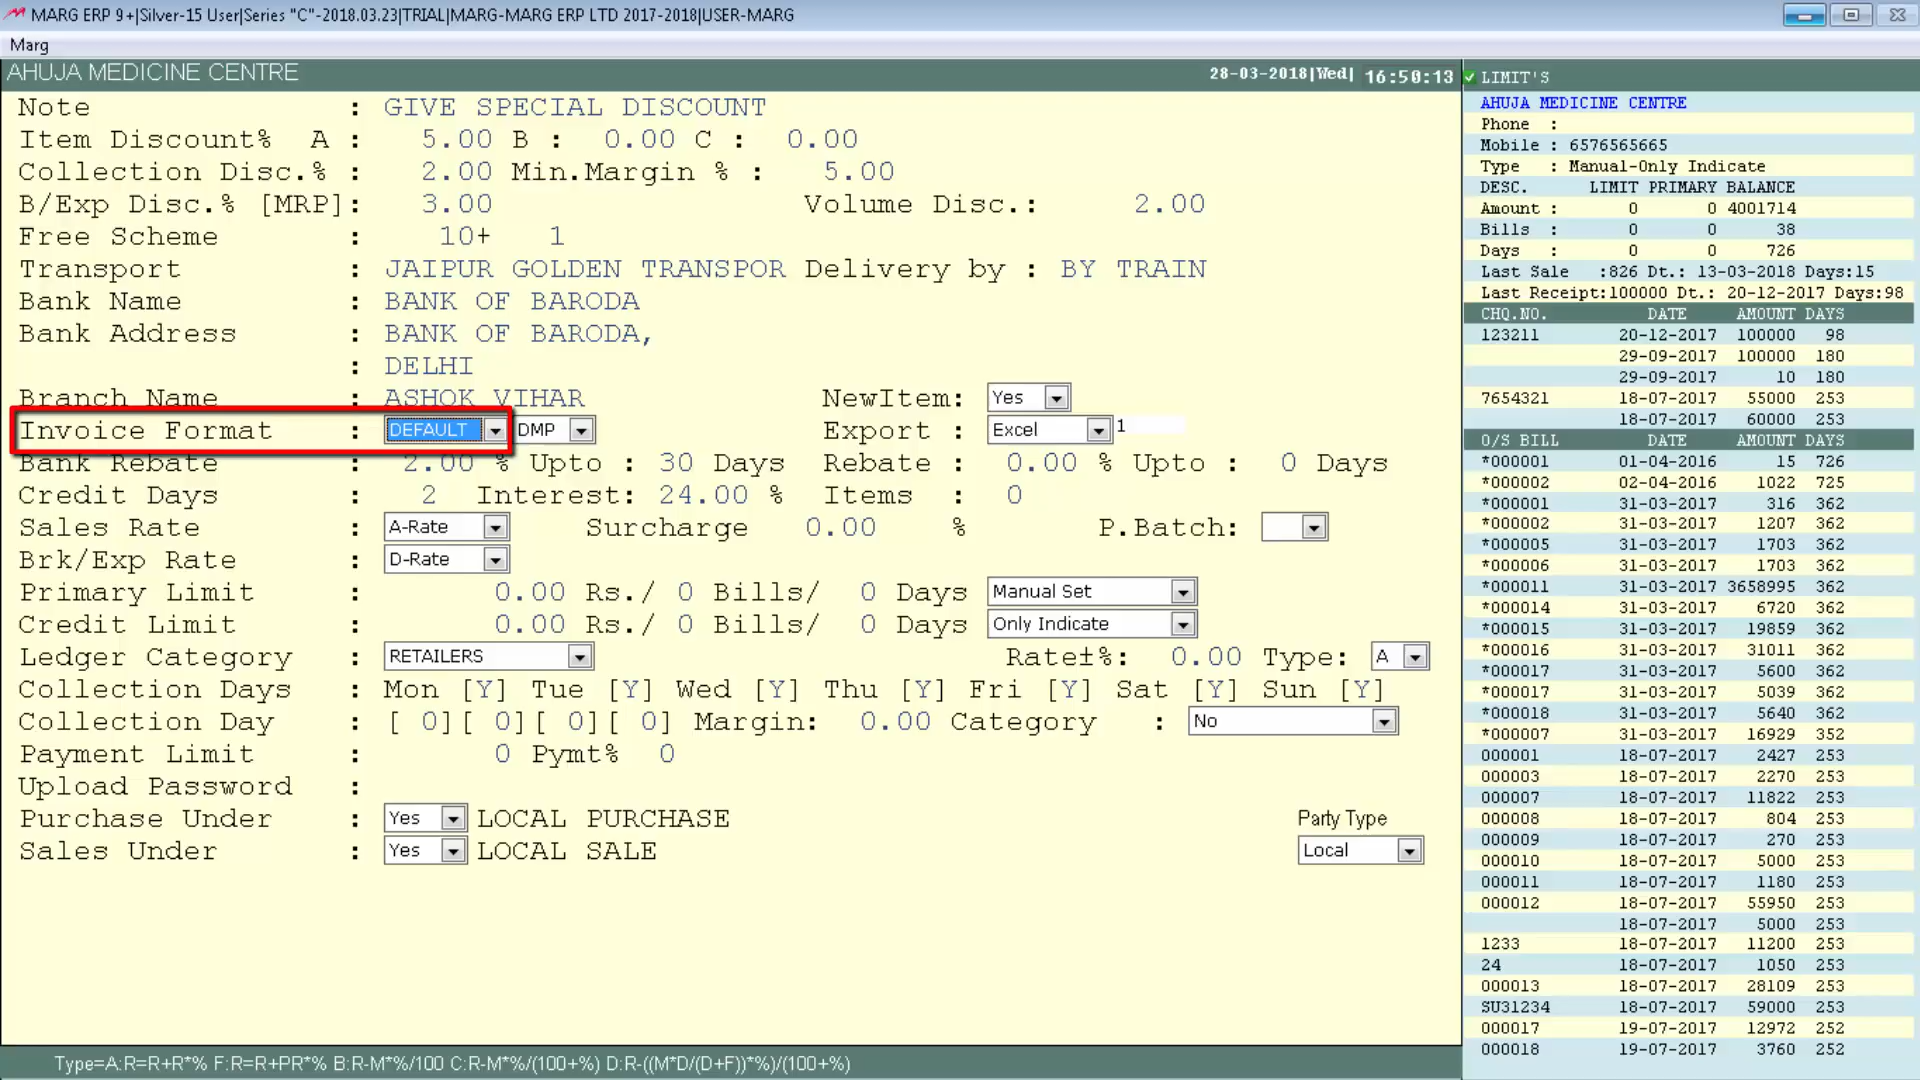 MARG ERP 9+|Silver-15 User|Series "C"-2018.03.23|TRIAL|MARG-MARG ERP LTD 2017-2018|USER-MARG
Marg
AHUJA MEDICINE CENTRE 28-03-2018|Wed| 16:50:13
Note : GIVE SPECIAL DISCOUNT
Item Discount% A : 5.00 B : 0.00 C : 0.00
Collection Disc.% : 2.00 Min.Margin % : 5.00
B/Exp Disc.% [MRP]: 3.00 Volume Disc.: 2.00
Free Scheme : 10+ 1
Transport : JAIPUR GOLDEN TRANSPOR Delivery by : BY TRAIN
Bank Name : BANK OF BARODA
Bank Address : BANK OF BARODA,
: DELHI
Branch Name : ASHOK VIHAR NewItem: Yes
Invoice Format : DEFAULT DMP Export : Excel 1
Bank Rebate : 2.00 % Upto : 30 Days Rebate : 0.00 % Upto : 0 Days
Credit Days : 2 Interest: 24.00 % Items : 0
Sales Rate : A-Rate Surcharge 0.00 % P.Batch:
Brk/Exp Rate : D-Rate
Primary Limit : 0.00 Rs./ 0 Bills/ 0 Days Manual Set
Credit Limit : 0.00 Rs./ 0 Bills/ 0 Days Only Indicate
Ledger Category : RETAILERS Rate±%: 0.00 Type: A
Collection Days : Mon [Y] Tue [Y] Wed [Y] Thu [Y] Fri [Y] Sat [Y] Sun [Y]
Collection Day : [ 0][ 0][ 0][ 0] Margin: 0.00 Category : No
Payment Limit : 0 Pymt% 0
Upload Password :
Purchase Under : Yes LOCAL PURCHASE Party Type
Sales Under : Yes LOCAL SALE Local
Type=A:R=R+R*% F:R=R+PR*% B:R-M*%/100 C:R-M*%/(100+%) D:R-((M*D/(D+F))*%)/(100+%)
LIMIT'S
AHUJA MEDICINE CENTRE
Phone :
Mobile : 6576565665
Type : Manual-Only Indicate
DESC. LIMIT PRIMARY BALANCE
Amount : 0 0 4001714
Bills : 0 0 38
Days : 0 0 726
Last Sale :826 Dt.: 13-03-2018 Days:15
Last Receipt:100000 Dt.: 20-12-2017 Days:98
CHQ.NO. DATE AMOUNT DAYS
123211 20-12-2017 100000 98
29-09-2017 100000 180
29-09-2017 10 180
7654321 18-07-2017 55000 253
18-07-2017 60000 253
O/S BILL DATE AMOUNT DAYS
*000001 01-04-2016 15 726
*000002 02-04-2016 1022 725
*000001 31-03-2017 316 362
*000002 31-03-2017 1207 362
*000005 31-03-2017 1703 362
*000006 31-03-2017 1703 362
*000011 31-03-2017 3658995 362
*000014 31-03-2017 6720 362
*000015 31-03-2017 19859 362
*000016 31-03-2017 31011 362
*000017 31-03-2017 5600 362
*000017 31-03-2017 5039 362
*000018 31-03-2017 5640 362
*000007 31-03-2017 16929 352
000001 18-07-2017 2427 253
000003 18-07-2017 2270 253
000007 18-07-2017 11822 253
000008 18-07-2017 804 253
000009 18-07-2017 270 253
000010 18-07-2017 5000 253
000011 18-07-2017 1180 253
000012 18-07-2017 55950 253
18-07-2017 5000 253
1233 18-07-2017 11200 253
24 18-07-2017 1050 253
000013 18-07-2017 28109 253
SU31234 18-07-2017 59000 253
000017 19-07-2017 12972 252
000018 19-07-2017 3760 252